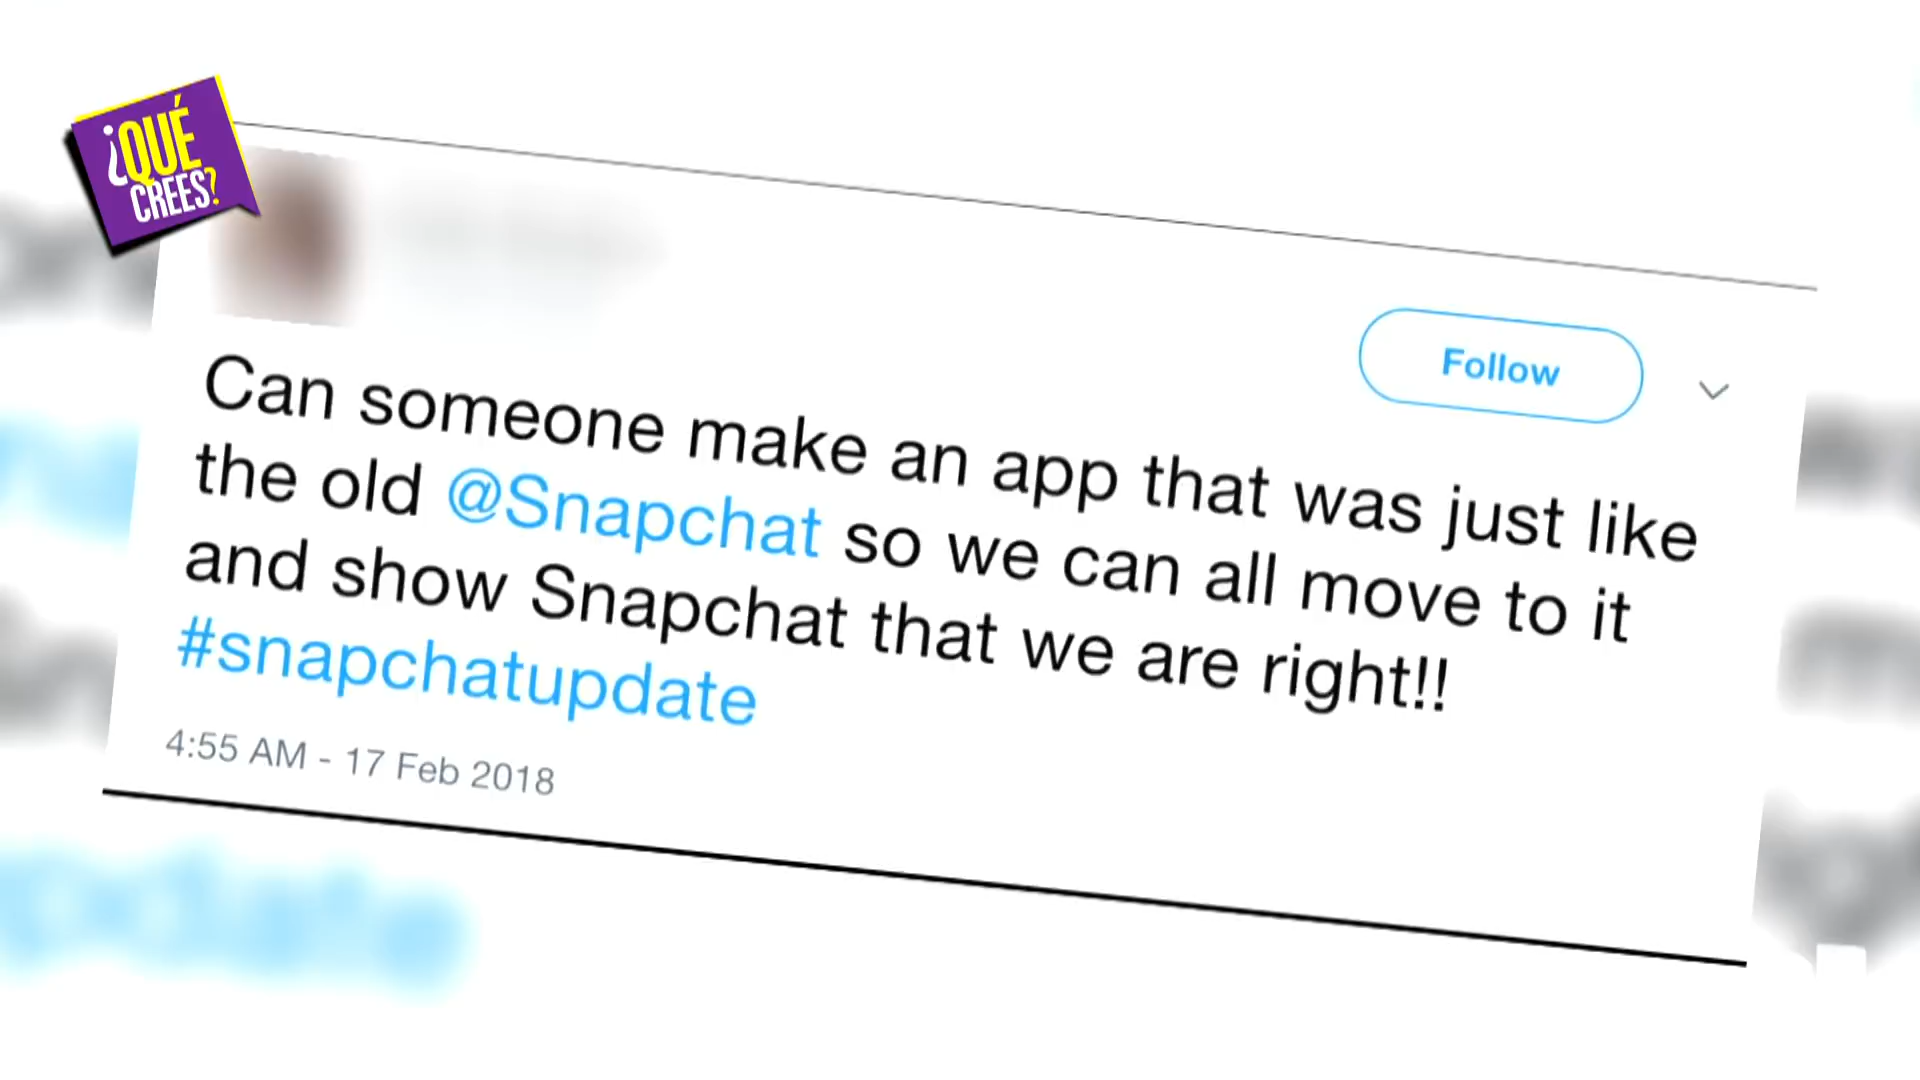 ¿QUÉ
CREES?
Follow
Can someone make an app that was just like
the old @Snapchat so we can all move to it
and show Snapchat that we are right!!
#snapchatupdate
4:55 AM - 17 Feb 2018